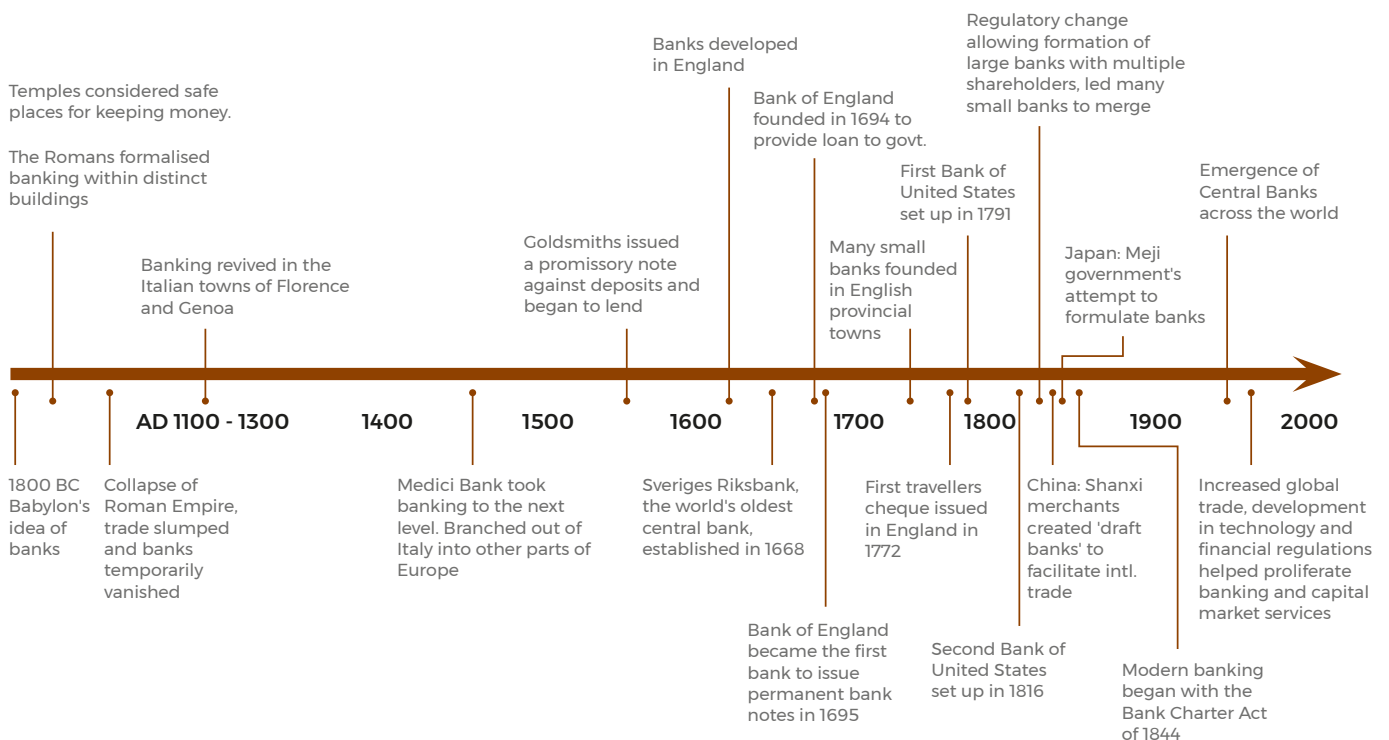 Temples considered safe
places for keeping money.
The Romans formalised
banking within distinct
buildings
Banking revived in the
Italian towns of Florence
and Genoa
Goldsmiths issued
a promissory note
against deposits and
began to lend
Banks developed
in England
Bank of England
founded in 1694 to
provide loan to govt.
Many small
banks founded
in English
provincial
towns
First Bank of
United States
set up in 1791
Regulatory change
allowing formation of
large banks with multiple
shareholders, led many
small banks to merge
Japan: Meji
government's
attempt to
formulate banks
Emergence of
Central Banks
across the world
AD 1100 - 1300
1400
1500
1600
1700
1800
1900
2000
1800 BC
Babylon's
idea of
banks
Collapse of
Roman Empire,
trade slumped
and banks
temporarily
vanished
Medici Bank took
banking to the next
level. Branched out of
Italy into other parts of
Europe
Sveriges Riksbank,
the world's oldest
central bank,
established in 1668
Bank of England
became the first
bank to issue
permanent bank
notes in 1695
First travellers
cheque issued
in England in
1772
Second Bank of
United States
set up in 1816
China: Shanxi
merchants
created 'draft
banks' to
facilitate intl.
trade
Modern banking
began with the
Bank Charter Act
of 1844
Increased global
trade, development
in technology and
financial regulations
helped proliferate
banking and capital
market services